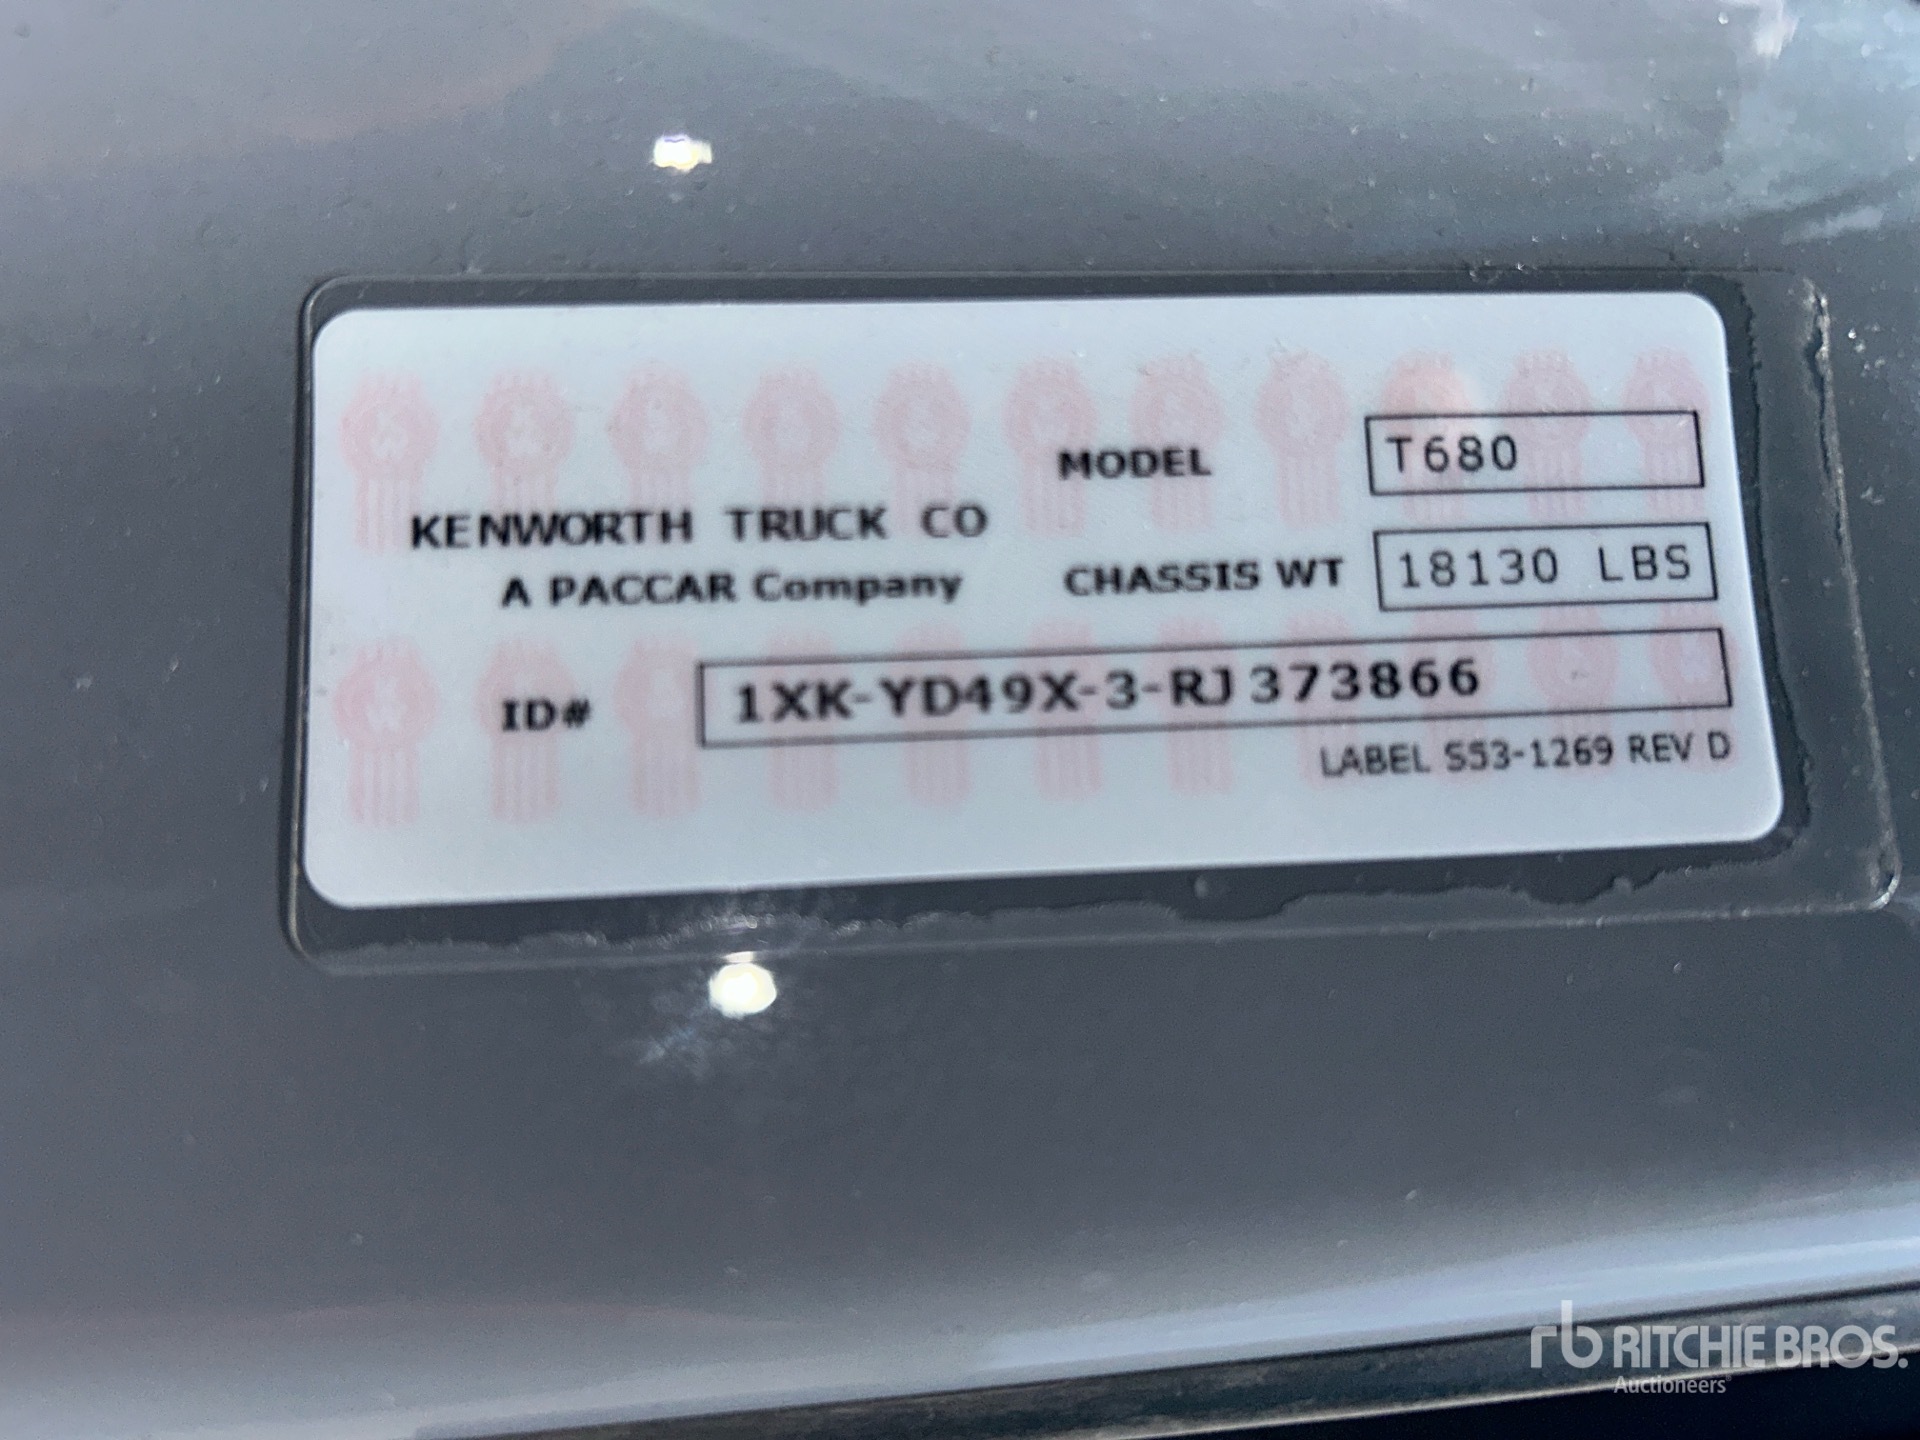 MODEL T680
KENWORTH TRUCK CO
A PACCAR Company
CHASSIS WT 18130 LBS
ID# 1XK-YD49X-3-RJ373866
LABEL S53-1269 REV D
rb RITCHIE BROS.
Auctioneers